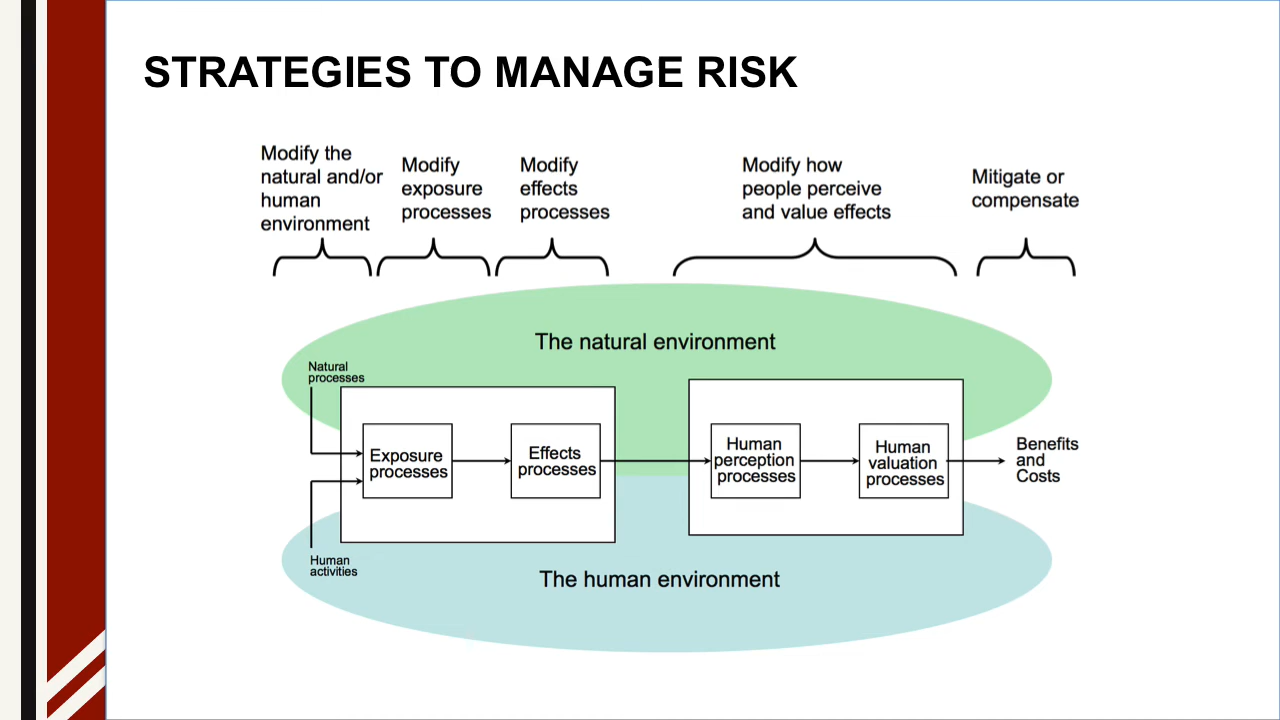 STRATEGIES TO MANAGE RISK
Modify the
natural and/or
human
environment
Modify
exposure
processes
Modify
effects
processes
Modify how
people perceive
and value effects
Mitigate or
compensate
The natural environment
Natural
processes
Exposure
processes
Effects
processes
Human
perception
processes
Human
valuation
processes
Benefits
and
Costs
Human
activities
The human environment